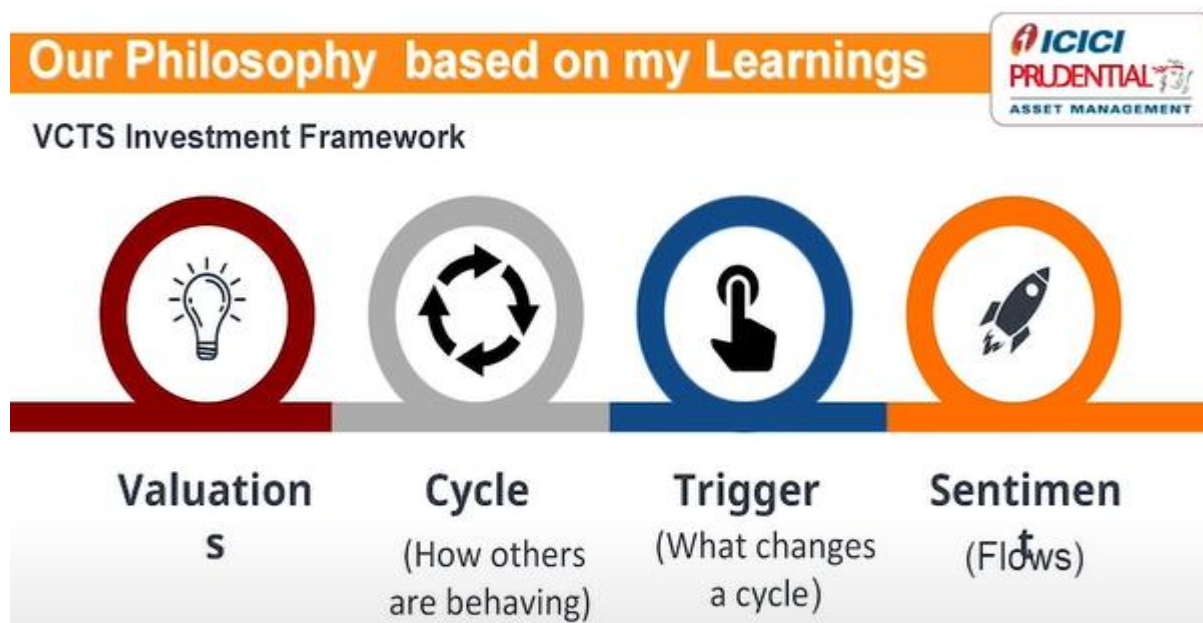 Our Philosophy based on my Learnings
ICICI
PRUDENTIAL
ASSET MANAGEMENT
VCTS Investment Framework
Valuation
s
Cycle
(How others
are behaving)
Trigger
(What changes
a cycle)
Sentimen
t
(Flows)